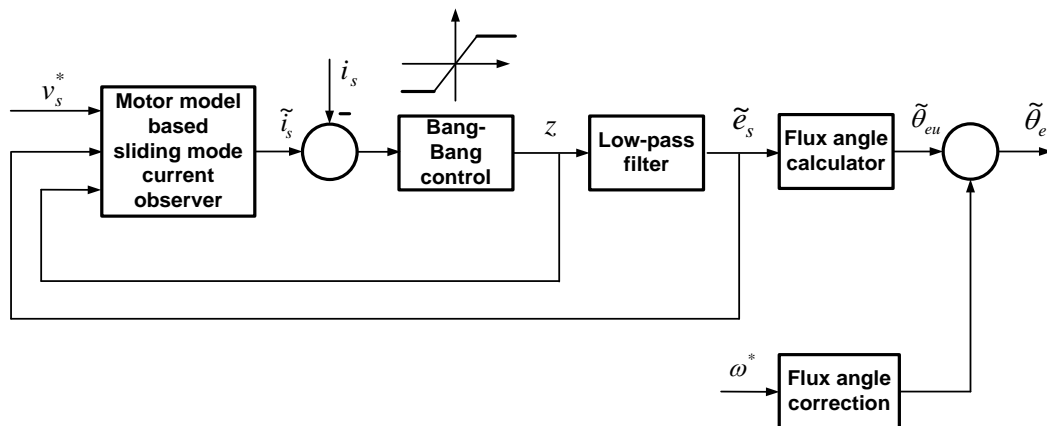 v_s^*
Motor model
based
sliding mode
current
observer
ĩ_s
i_s
-
Bang-
Bang
control
z
Low-pass
filter
ẽ_s
Flux angle
calculator
θ̃_eu
θ̃_e
ω^*
Flux angle
correction